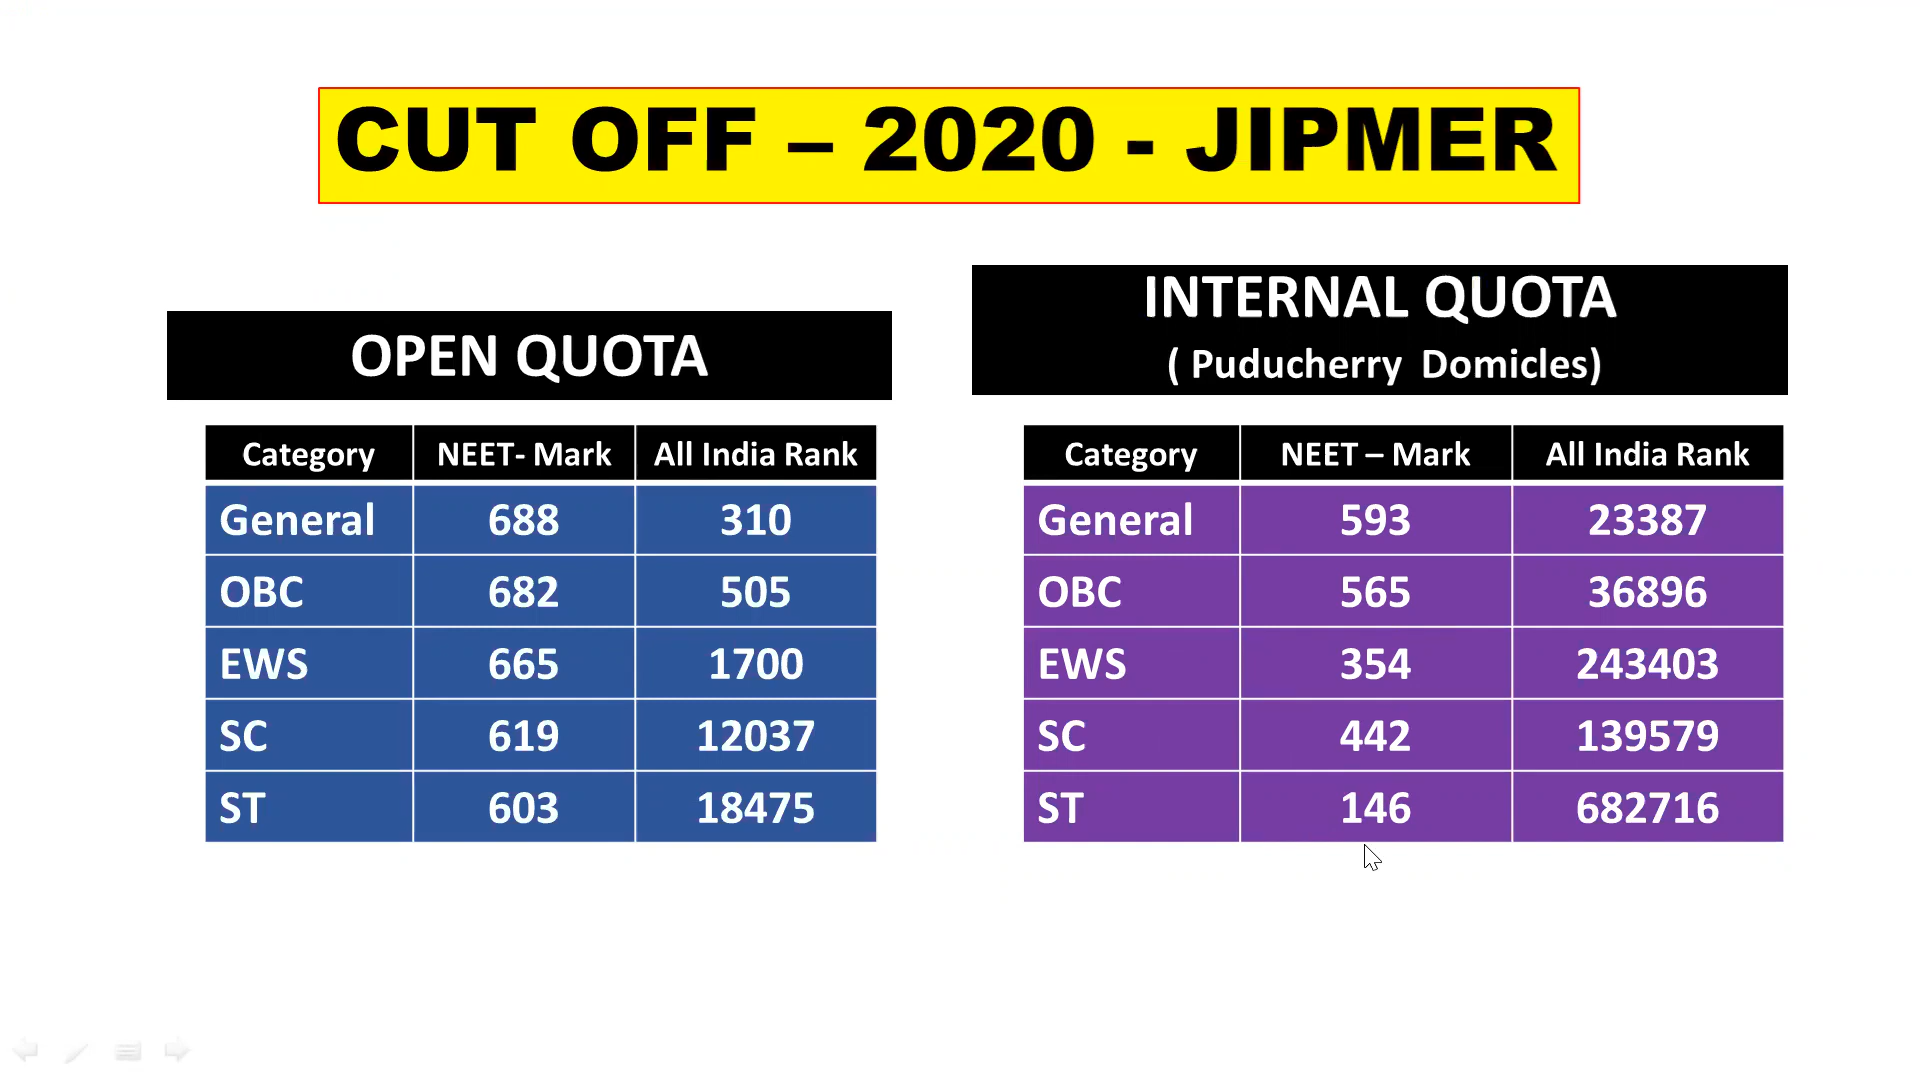 CUT OFF – 2020 - JIPMER
OPEN QUOTA
Category NEET- Mark All India Rank
General 688 310
OBC 682 505
EWS 665 1700
SC 619 12037
ST 603 18475
INTERNAL QUOTA
( Puducherry Domicles)
Category NEET – Mark All India Rank
General 593 23387
OBC 565 36896
EWS 354 243403
SC 442 139579
ST 146 682716